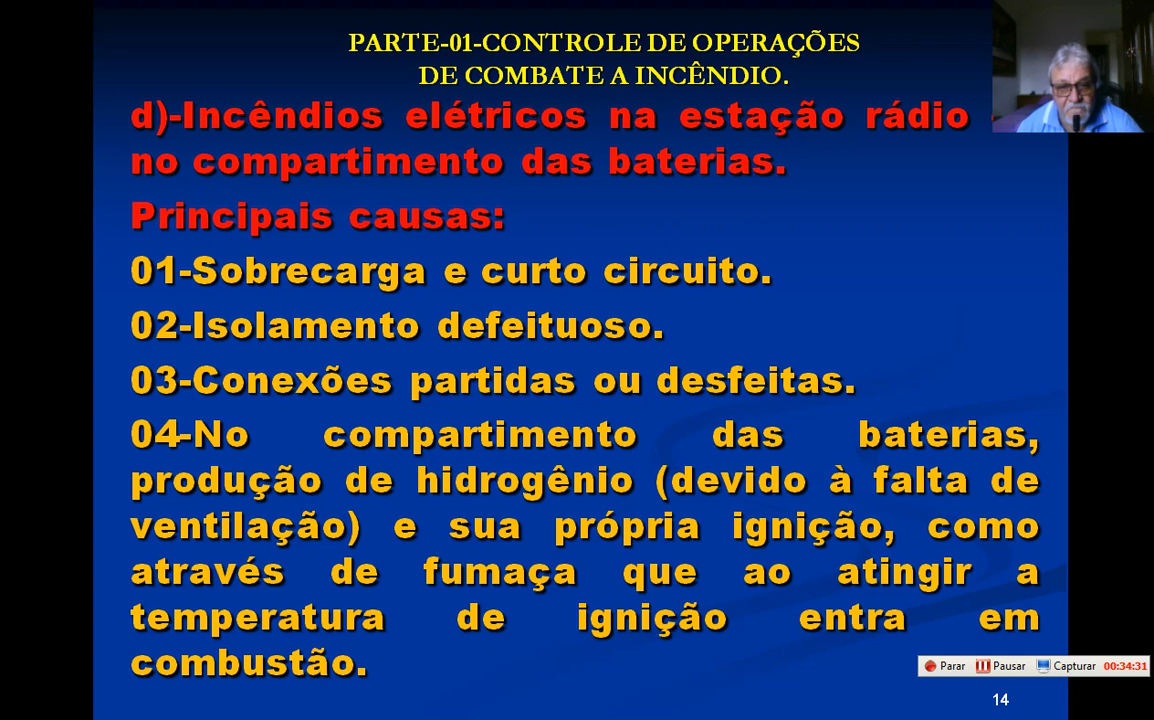 PARTE-01-CONTROLE DE OPERAÇÕES
DE COMBATE A INCÊNDIO.
d)-Incêndios elétricos na estação rádio
no compartimento das baterias.
Principais causas:
01-Sobrecarga e curto circuito.
02-Isolamento defeituoso.
03-Conexões partidas ou desfeitas.
04-No compartimento das baterias,
produção de hidrogênio (devido à falta de
ventilação) e sua própria ignição, como
através de fumaça que ao atingir a
temperatura de ignição entra em
combustão.
Parar Pausar Capturar 00:34:31
14